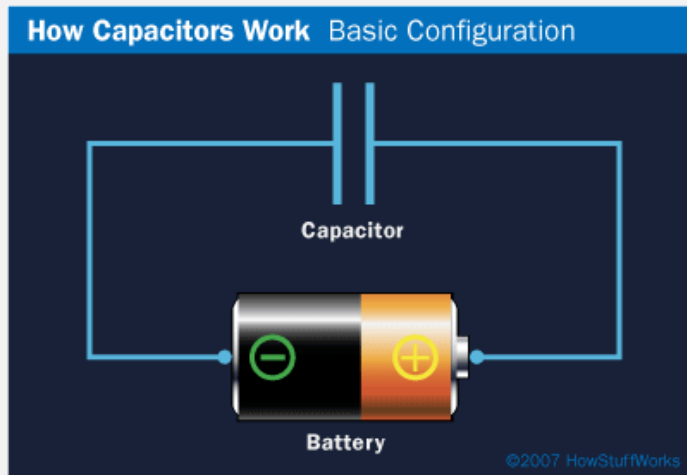 How Capacitors Work Basic Configuration
Capacitor
Battery
©2007 HowStuffWorks